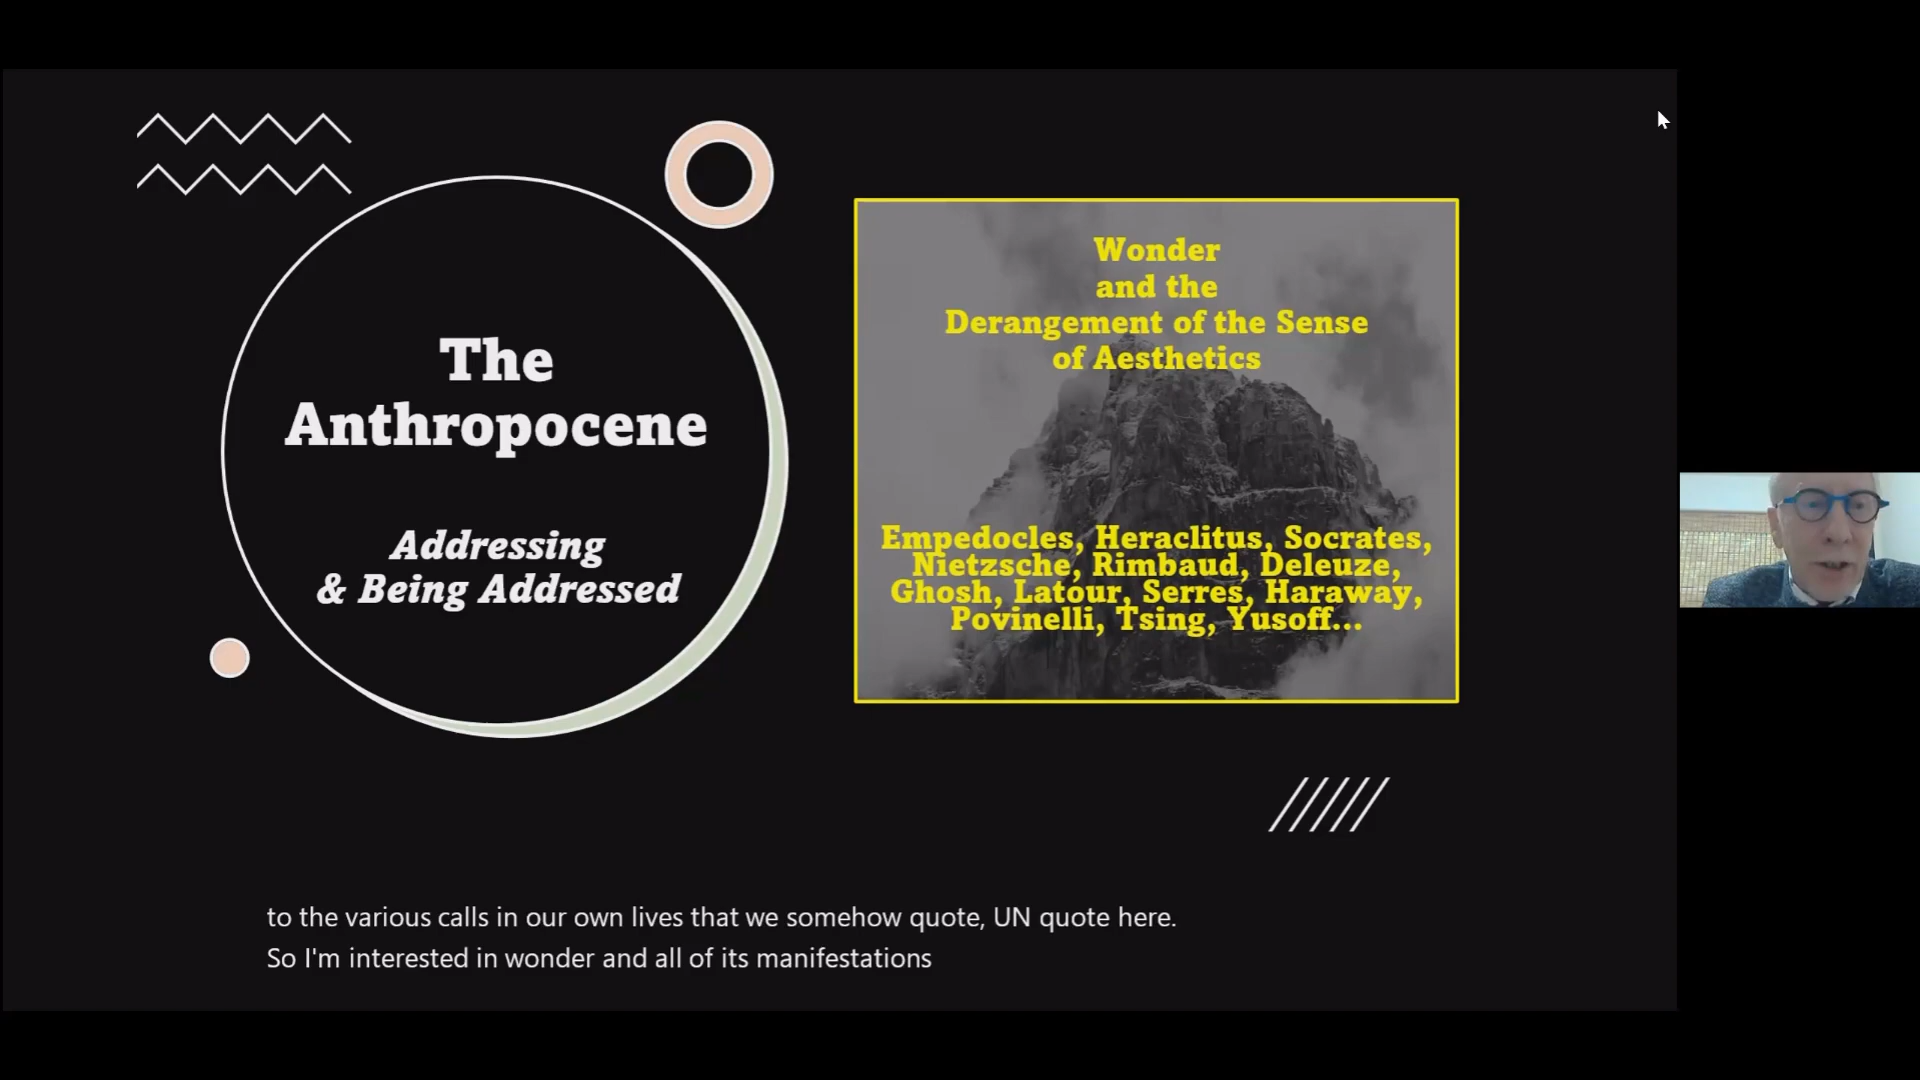 The
Anthropocene
Addressing
& Being Addressed
Wonder
and the
Derangement of the Sense
of Aesthetics
Empedocles, Heraclitus, Socrates,
Nietzsche, Rimbaud, Deleuze,
Ghosh, Latour, Serres, Haraway,
Povinelli, Tsing, Yusoff...
to the various calls in our own lives that we somehow quote, UN quote here.
So I'm interested in wonder and all of its manifestations